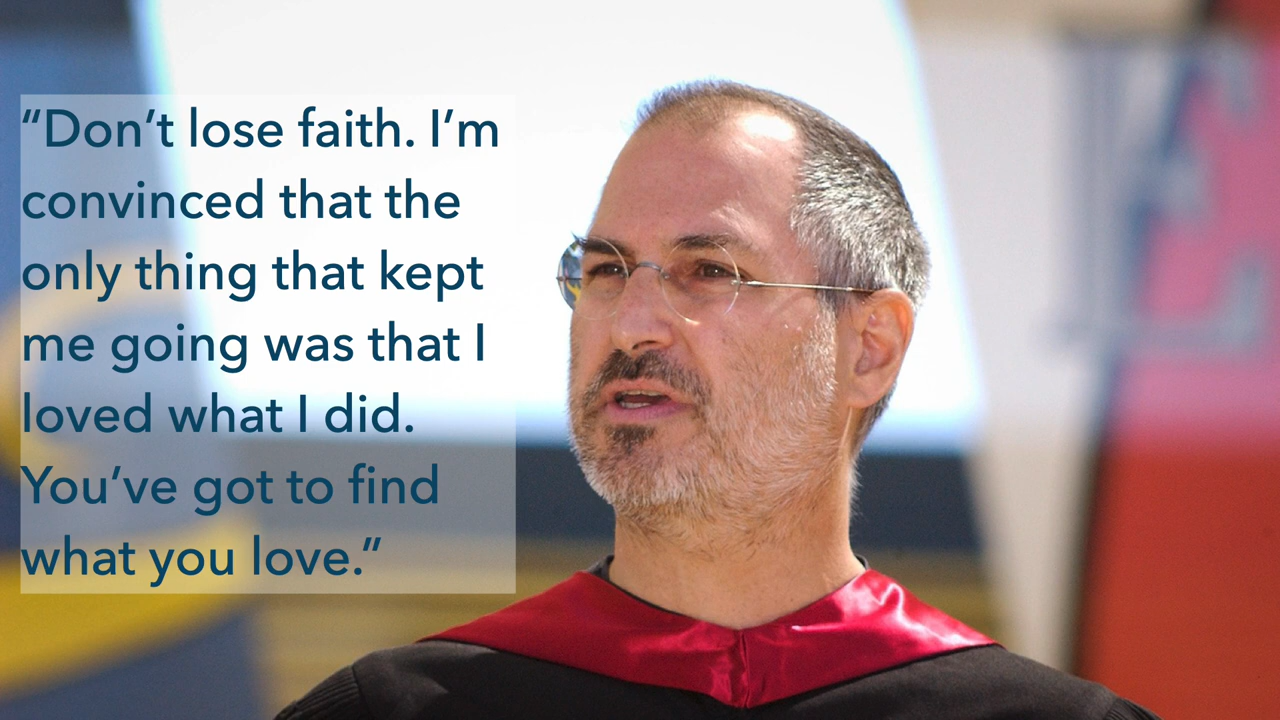 “Don’t lose faith. I’m
convinced that the
only thing that kept
me going was that I
loved what I did.
You’ve got to find
what you love.”